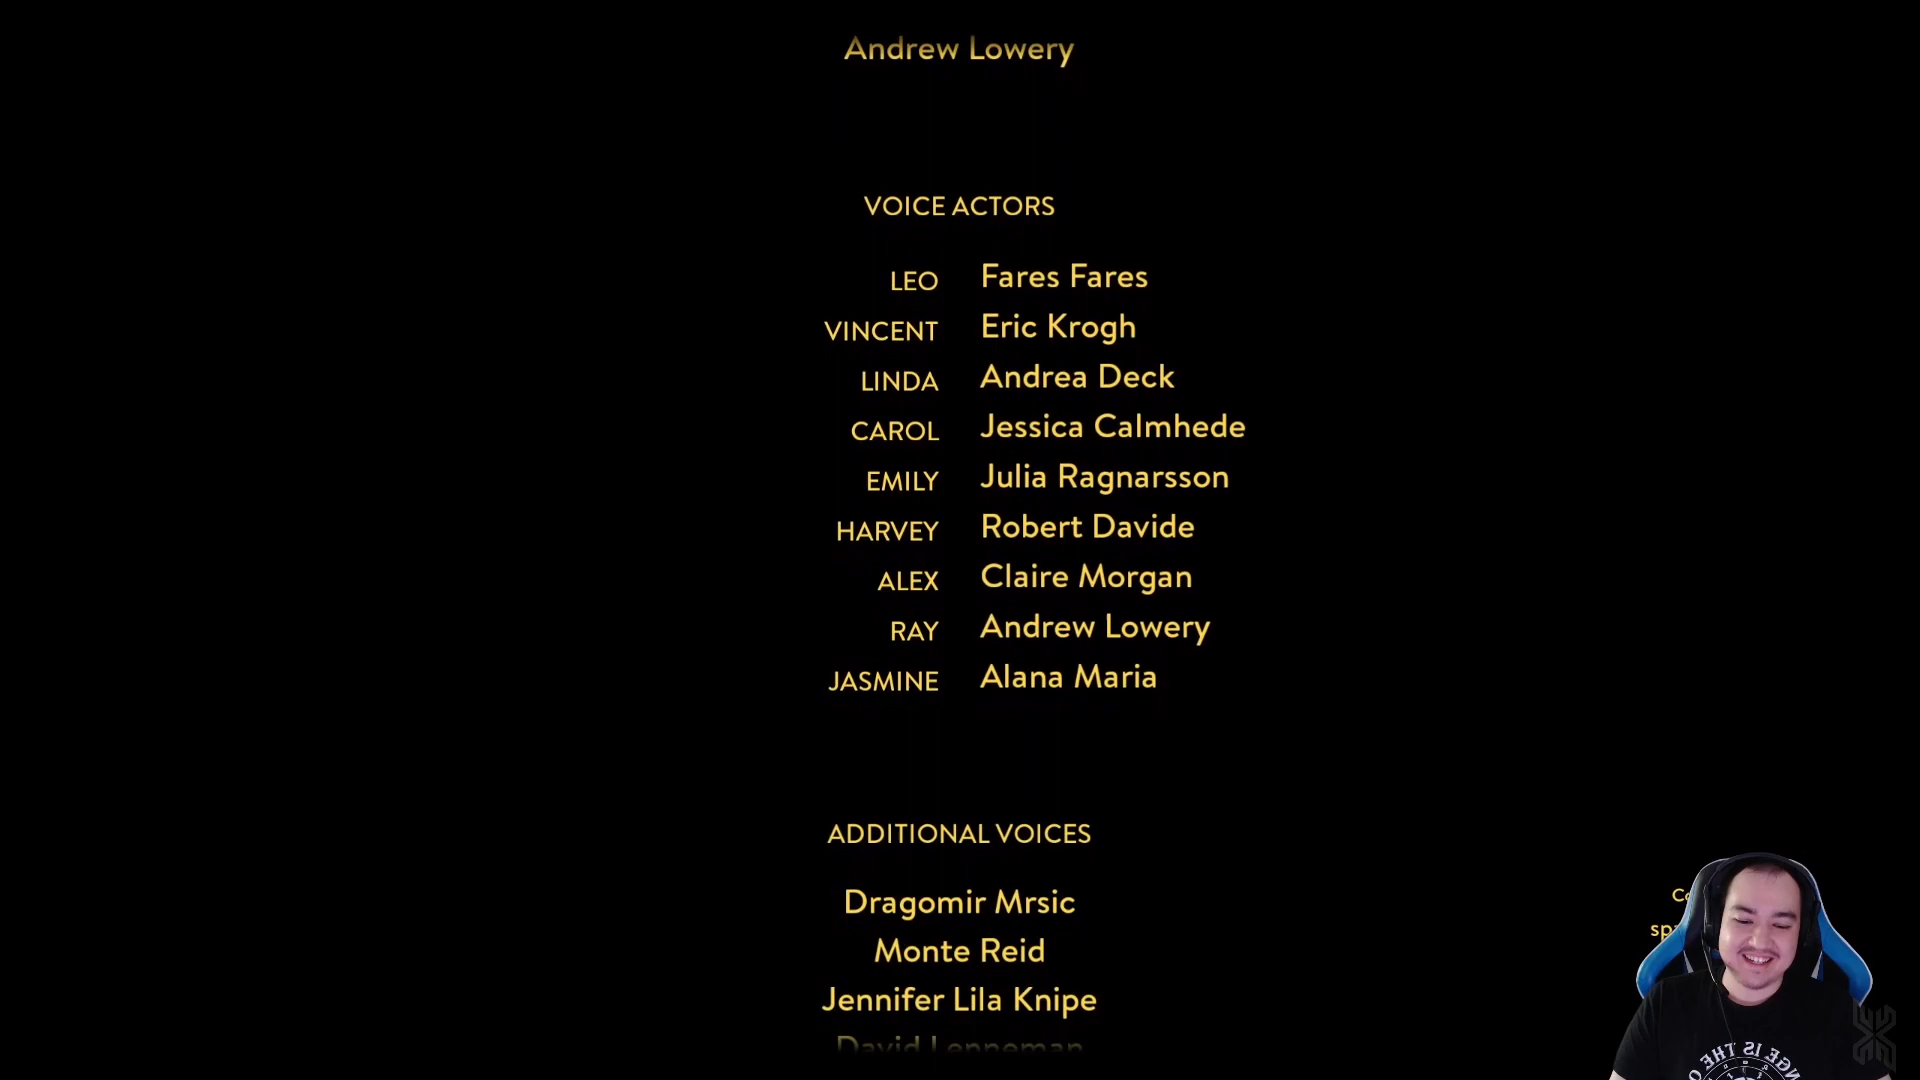 Andrew Lowery
VOICE ACTORS
LEO Fares Fares
VINCENT Eric Krogh
LINDA Andrea Deck
CAROL Jessica Calmhede
EMILY Julia Ragnarsson
HARVEY Robert Davide
ALEX Claire Morgan
RAY Andrew Lowery
JASMINE Alana Maria
ADDITIONAL VOICES
Dragomir Mrsic
Monte Reid
Jennifer Lila Knipe
David Lenneman